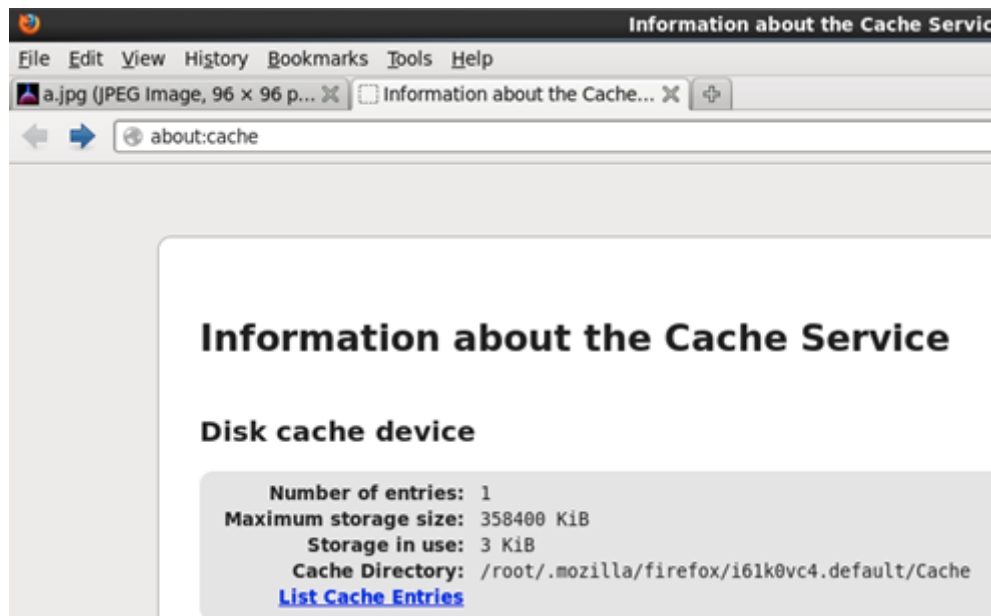 Information about the Cache Servic
File Edit View History Bookmarks Tools Help
a.jpg (JPEG Image, 96 × 96 p... Information about the Cache...
about:cache
Information about the Cache Service
Disk cache device
Number of entries: 1
Maximum storage size: 358400 KiB
Storage in use: 3 KiB
Cache Directory: /root/.mozilla/firefox/i61k0vc4.default/Cache
List Cache Entries